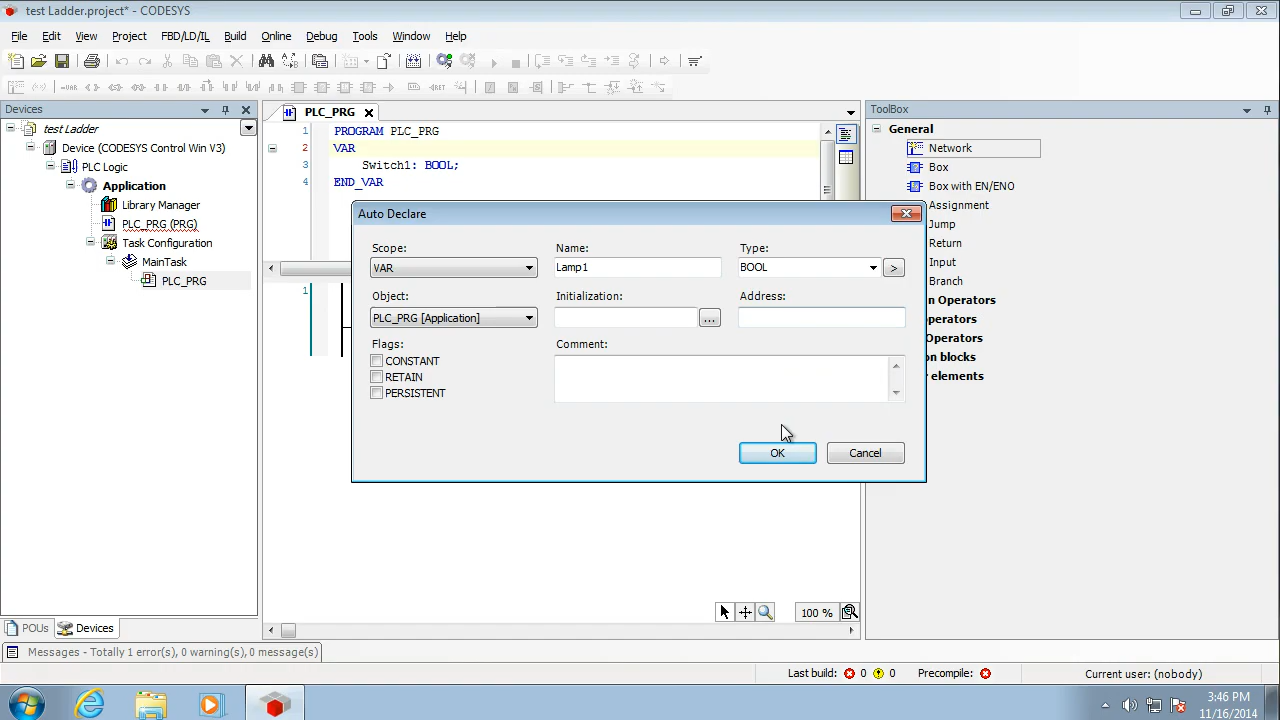 test Ladder.project* - CODESYS
File Edit View Project FBD/LD/IL Build Online Debug Tools Window Help
Devices
test Ladder
Device (CODESYS Control Win V3)
PLC Logic
Application
Library Manager
PLC_PRG (PRG)
Task Configuration
MainTask
PLC_PRG
POUs Devices
PLC_PRG
1 PROGRAM PLC_PRG
2 VAR
3 Switch1: BOOL;
4 END_VAR
1
Auto Declare
Scope: Name: Type:
VAR Lamp1 BOOL >
Object: Initialization: Address:
PLC_PRG [Application] ...
Flags: Comment:
CONSTANT
RETAIN
PERSISTENT
OK Cancel
100 %
ToolBox
General
Network
Box
Box with EN/ENO
Assignment
Jump
Return
Input
Branch
n Operators
perators
Operators
on blocks
r elements
Messages - Totally 1 error(s), 0 warning(s), 0 message(s)
Last build: 0 0 Precompile: Current user: (nobody)
3:46 PM
11/16/2014